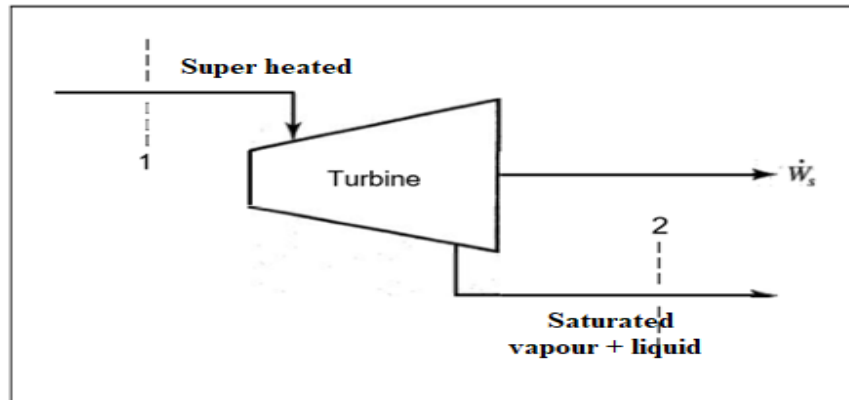 Super heated
1
Turbine
Ẇs
2
Saturated
vapour + liquid